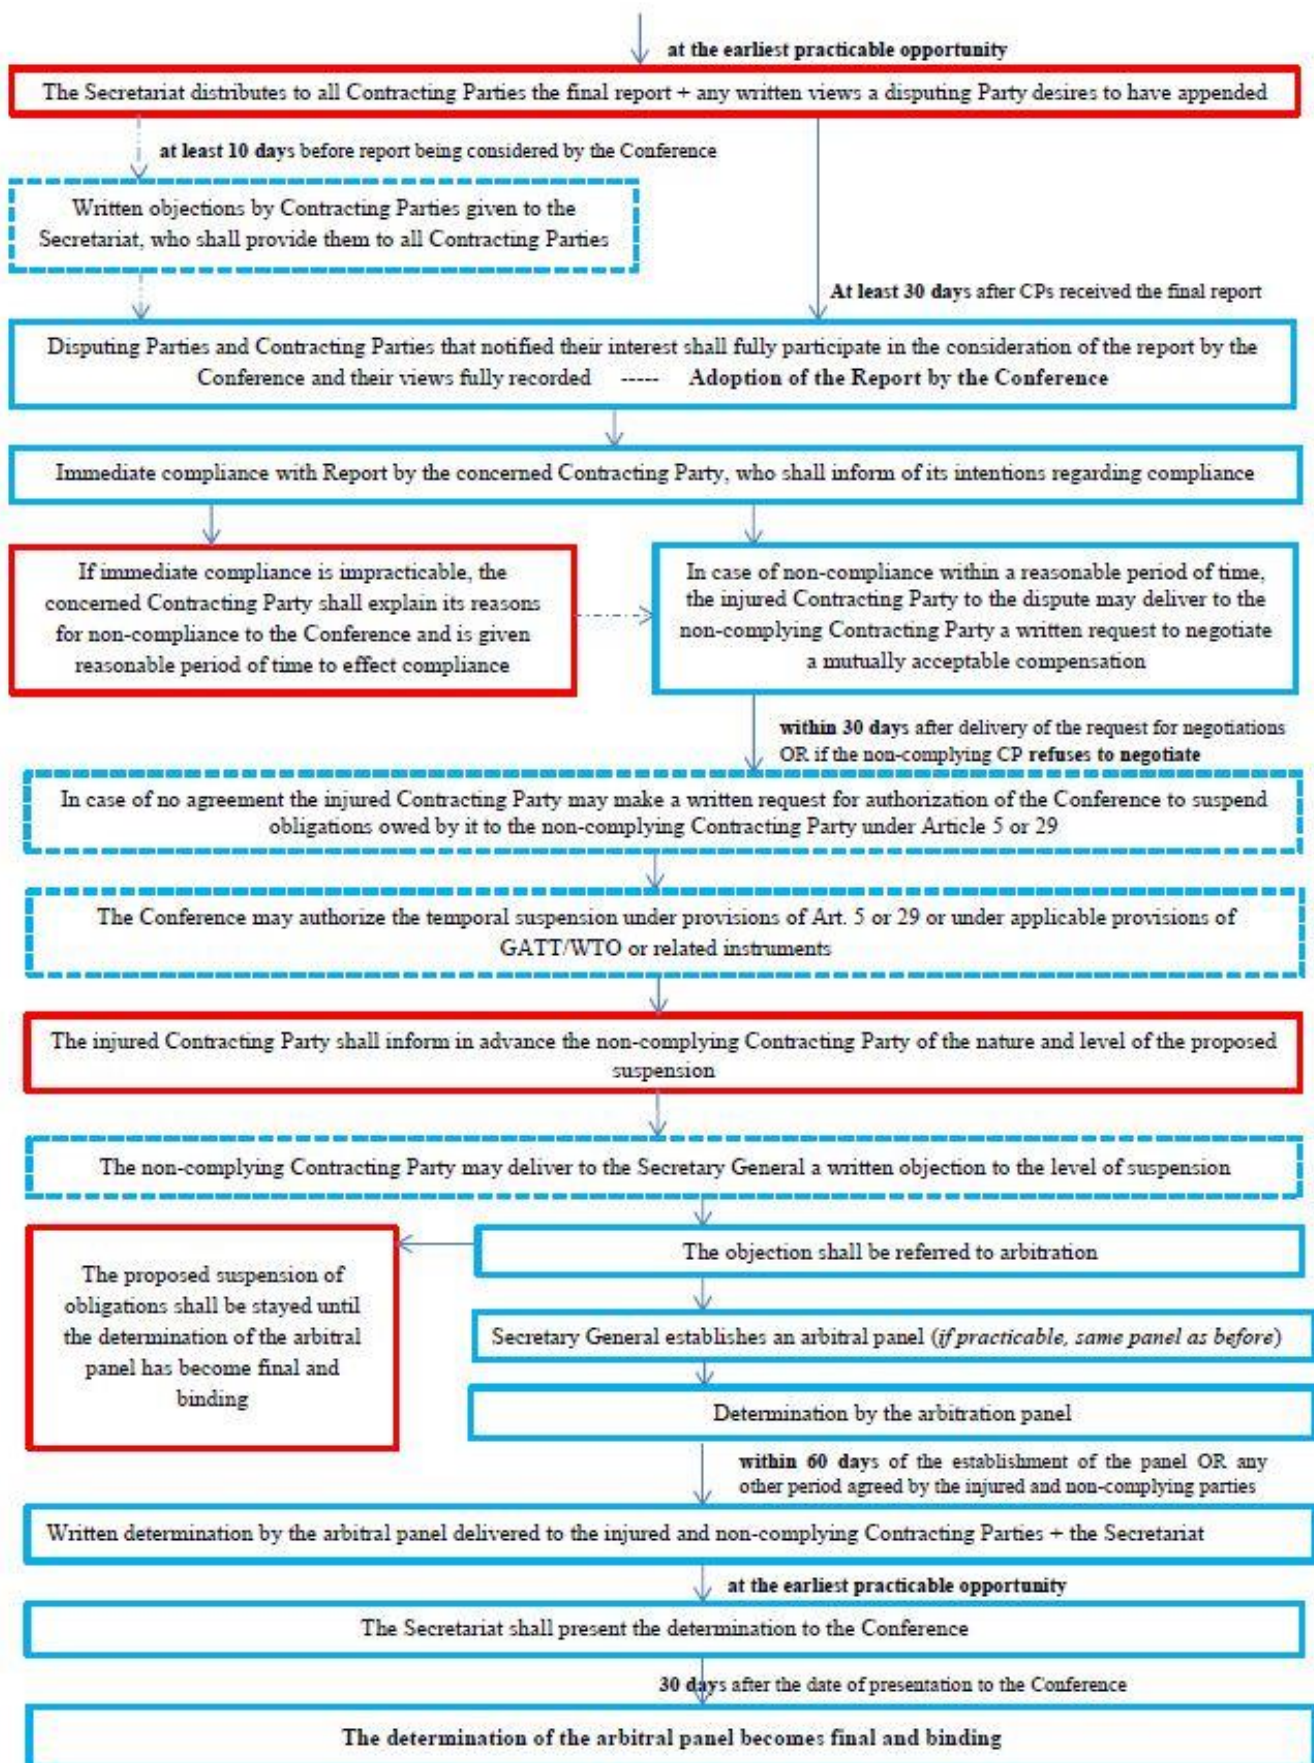 at the earliest practicable opportunity
The Secretariat distributes to all Contracting Parties the final report + any written views a disputing Party desires to have appended
at least 10 days before report being considered by the Conference
Written objections by Contracting Parties given to the
Secretariat, who shall provide them to all Contracting Parties
At least 30 days after CPs received the final report
Disputing Parties and Contracting Parties that notified their interest shall fully participate in the consideration of the report by the
Conference and their views fully recorded ----- Adoption of the Report by the Conference
Immediate compliance with Report by the concerned Contracting Party, who shall inform of its intentions regarding compliance
If immediate compliance is impracticable, the
concerned Contracting Party shall explain its reasons
for non-compliance to the Conference and is given
reasonable period of time to effect compliance
In case of non-compliance within a reasonable period of time,
the injured Contracting Party to the dispute may deliver to the
non-complying Contracting Party a written request to negotiate
a mutually acceptable compensation
within 30 days after delivery of the request for negotiations
OR if the non-complying CP refuses to negotiate
In case of no agreement the injured Contracting Party may make a written request for authorization of the Conference to suspend
obligations owed by it to the non-complying Contracting Party under Article 5 or 29
The Conference may authorize the temporal suspension under provisions of Art. 5 or 29 or under applicable provisions of
GATT/WTO or related instruments
The injured Contracting Party shall inform in advance the non-complying Contracting Party of the nature and level of the proposed
suspension
The non-complying Contracting Party may deliver to the Secretary General a written objection to the level of suspension
The objection shall be referred to arbitration
The proposed suspension of
obligations shall be stayed until
the determination of the arbitral
panel has become final and
binding
Secretary General establishes an arbitral panel (if practicable, same panel as before)
Determination by the arbitration panel
within 60 days of the establishment of the panel OR any
other period agreed by the injured and non-complying parties
Written determination by the arbitral panel delivered to the injured and non-complying Contracting Parties + the Secretariat
at the earliest practicable opportunity
The Secretariat shall present the determination to the Conference
30 days after the date of presentation to the Conference
The determination of the arbitral panel becomes final and binding